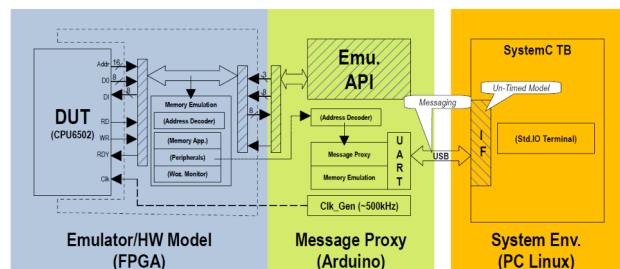 Addr
16
D0
8
DI
8
RD
WR
RDY
Clk
DUT
(CPU6502)
Memory Emulation
(Address Decoder)
(Memory App.)
(Peripherals)
(Woz. Monitor)
8
8
Emu.
API
(Address Decoder)
Message Proxy
Memory Emulation
UART
Clk_Gen (~500kHz)
Messaging
USB
SystemC TB
Un-Timed Model
IF
(Std.IO Terminal)
Emulator/HW Model
(FPGA)
Message Proxy
(Arduino)
System Env.
(PC Linux)